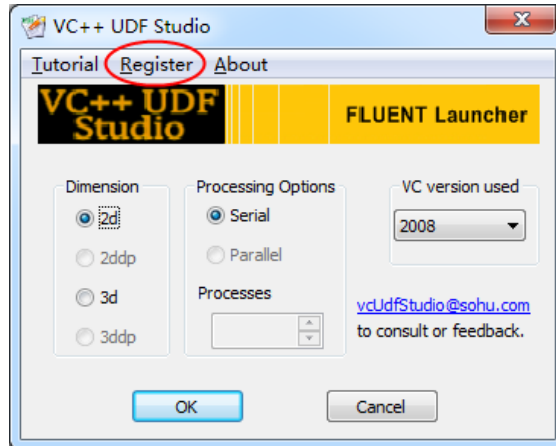 VC++ UDF Studio
Tutorial Register About
VC++ UDF
Studio
FLUENT Launcher
Dimension
Processing Options
VC version used
2d
Serial
2008
2ddp
Parallel
3d
Processes
vcUdfStudio@sohu.com
3ddp
to consult or feedback.
OK
Cancel